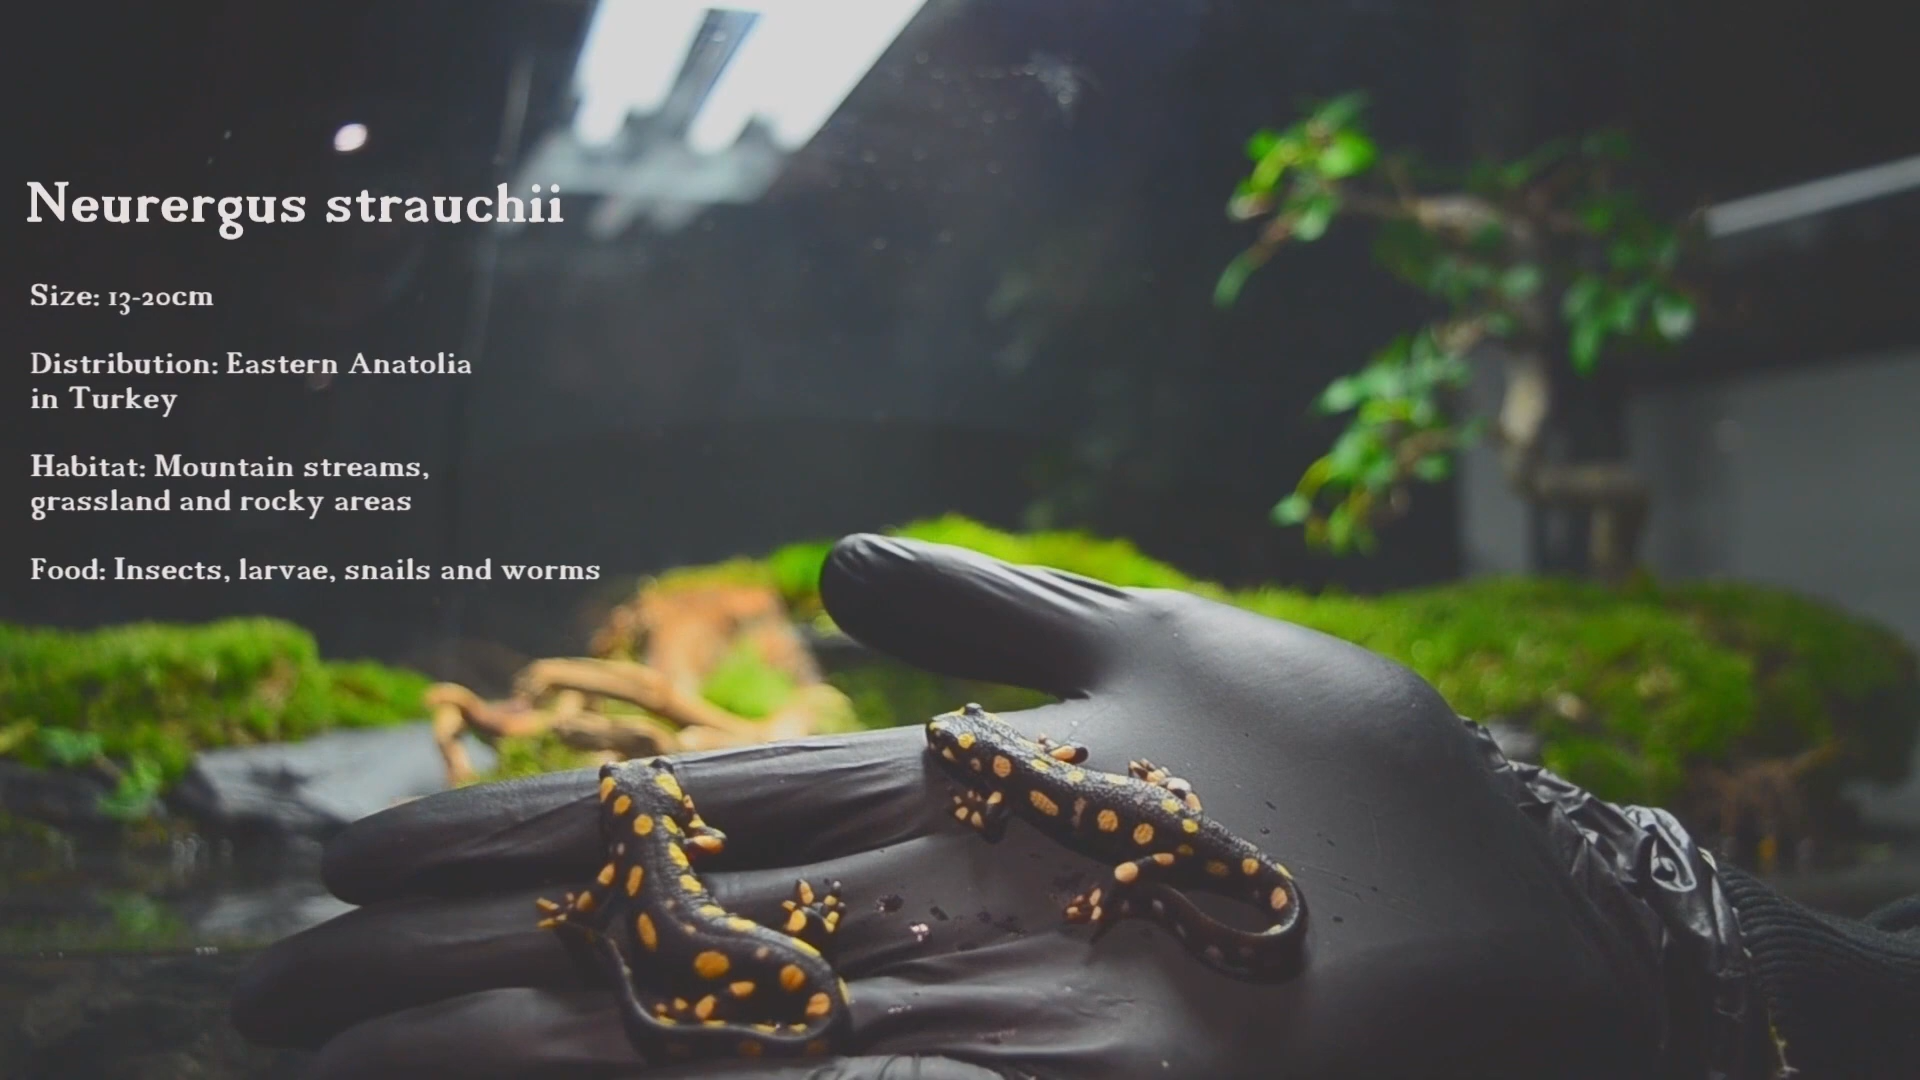 Neurergus strauchii
Size: 13-20cm
Distribution: Eastern Anatolia
in Turkey
Habitat: Mountain streams,
grassland and rocky areas
Food: Insects, larvae, snails and worms